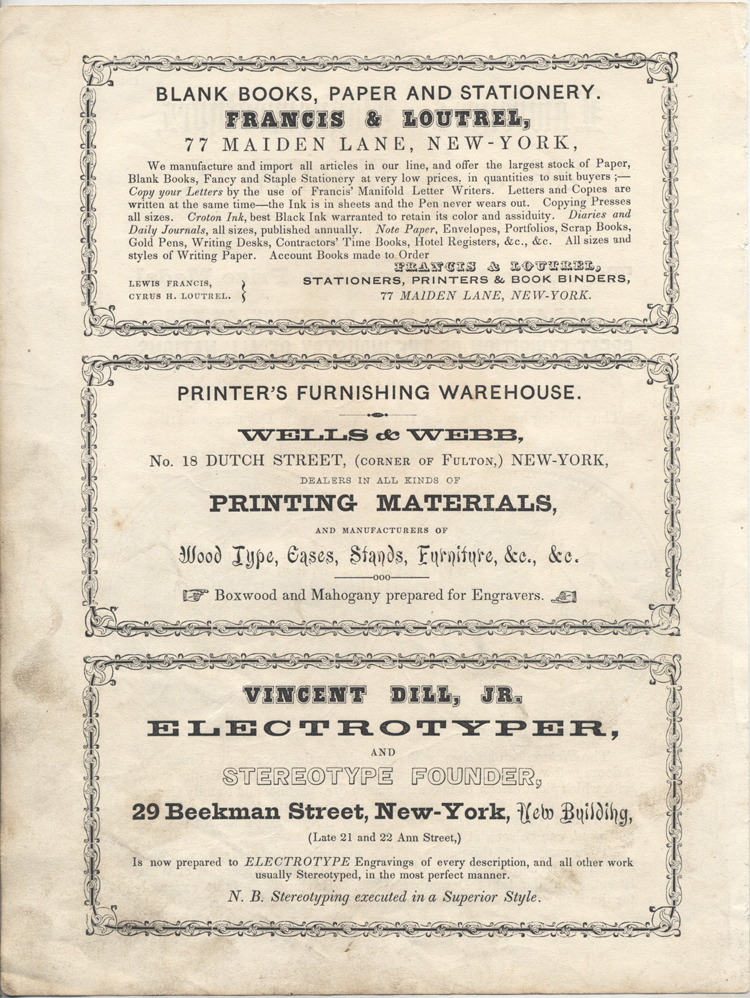 BLANK BOOKS, PAPER AND STATIONERY.
FRANCIS & LOUTREL,
77 MAIDEN LANE, NEW-YORK,
We manufacture and import all articles in our line, and offer the largest stock of Paper,
Blank Books, Fancy and Staple Stationery at very low prices, in quantities to suit buyers ;—
Copy your Letters by the use of Francis' Manifold Letter Writers. Letters and Copies are
written at the same time—the Ink is in sheets and the Pen never wears out. Copying Presses
all sizes. Croton Ink, best Black Ink warranted to retain its color and assiduity. Diaries and
Daily Journals, all sizes, published annually. Note Paper, Envelopes, Portfolios, Scrap Books,
Gold Pens, Writing Desks, Contractors' Time Books, Hotel Registers, &c., &c. All sizes and
styles of Writing Paper. Account Books made to Order
FRANCIS & LOUTREL,
LEWIS FRANCIS, STATIONERS, PRINTERS & BOOK BINDERS,
CYRUS H. LOUTREL. 77 MAIDEN LANE, NEW-YORK.
PRINTER'S FURNISHING WAREHOUSE.
WELLS & WEBB,
No. 18 DUTCH STREET, (CORNER OF FULTON,) NEW-YORK,
DEALERS IN ALL KINDS OF
PRINTING MATERIALS,
AND MANUFACTURERS OF
Wood Type, Cases, Stands, Furniture, &c., &c.
ooo
☞ Boxwood and Mahogany prepared for Engravers. ☜
VINCENT DILL, JR.
ELECTROTYPER,
AND
STEREOTYPE FOUNDER,
29 Beekman Street, New-York, New Building,
(Late 21 and 22 Ann Street,)
Is now prepared to ELECTROTYPE Engravings of every description, and all other work
usually Stereotyped, in the most perfect manner.
N. B. Stereotyping executed in a Superior Style.